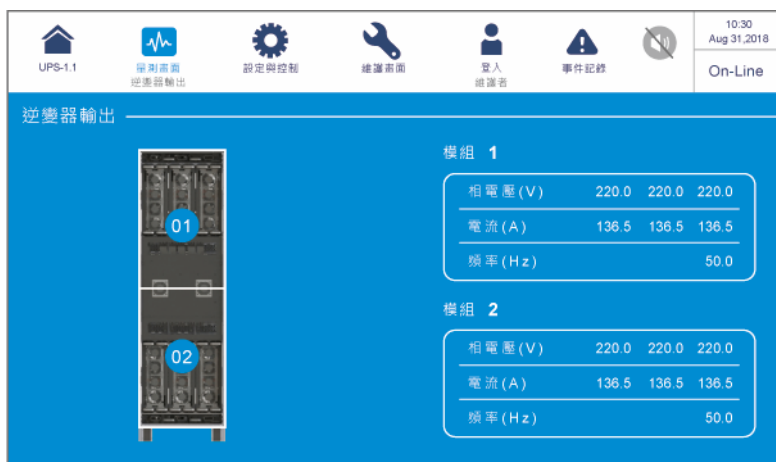 10:30
Aug 31,2018
On-Line
UPS-1.1
量測畫面
逆變器輸出
設定與控制
維護畫面
登入
維護者
事件記錄
逆變器輸出
01
02
模組 1
相電壓(V) 220.0 220.0 220.0
電流(A) 136.5 136.5 136.5
頻率(Hz) 50.0
模組 2
相電壓(V) 220.0 220.0 220.0
電流(A) 136.5 136.5 136.5
頻率(Hz) 50.0